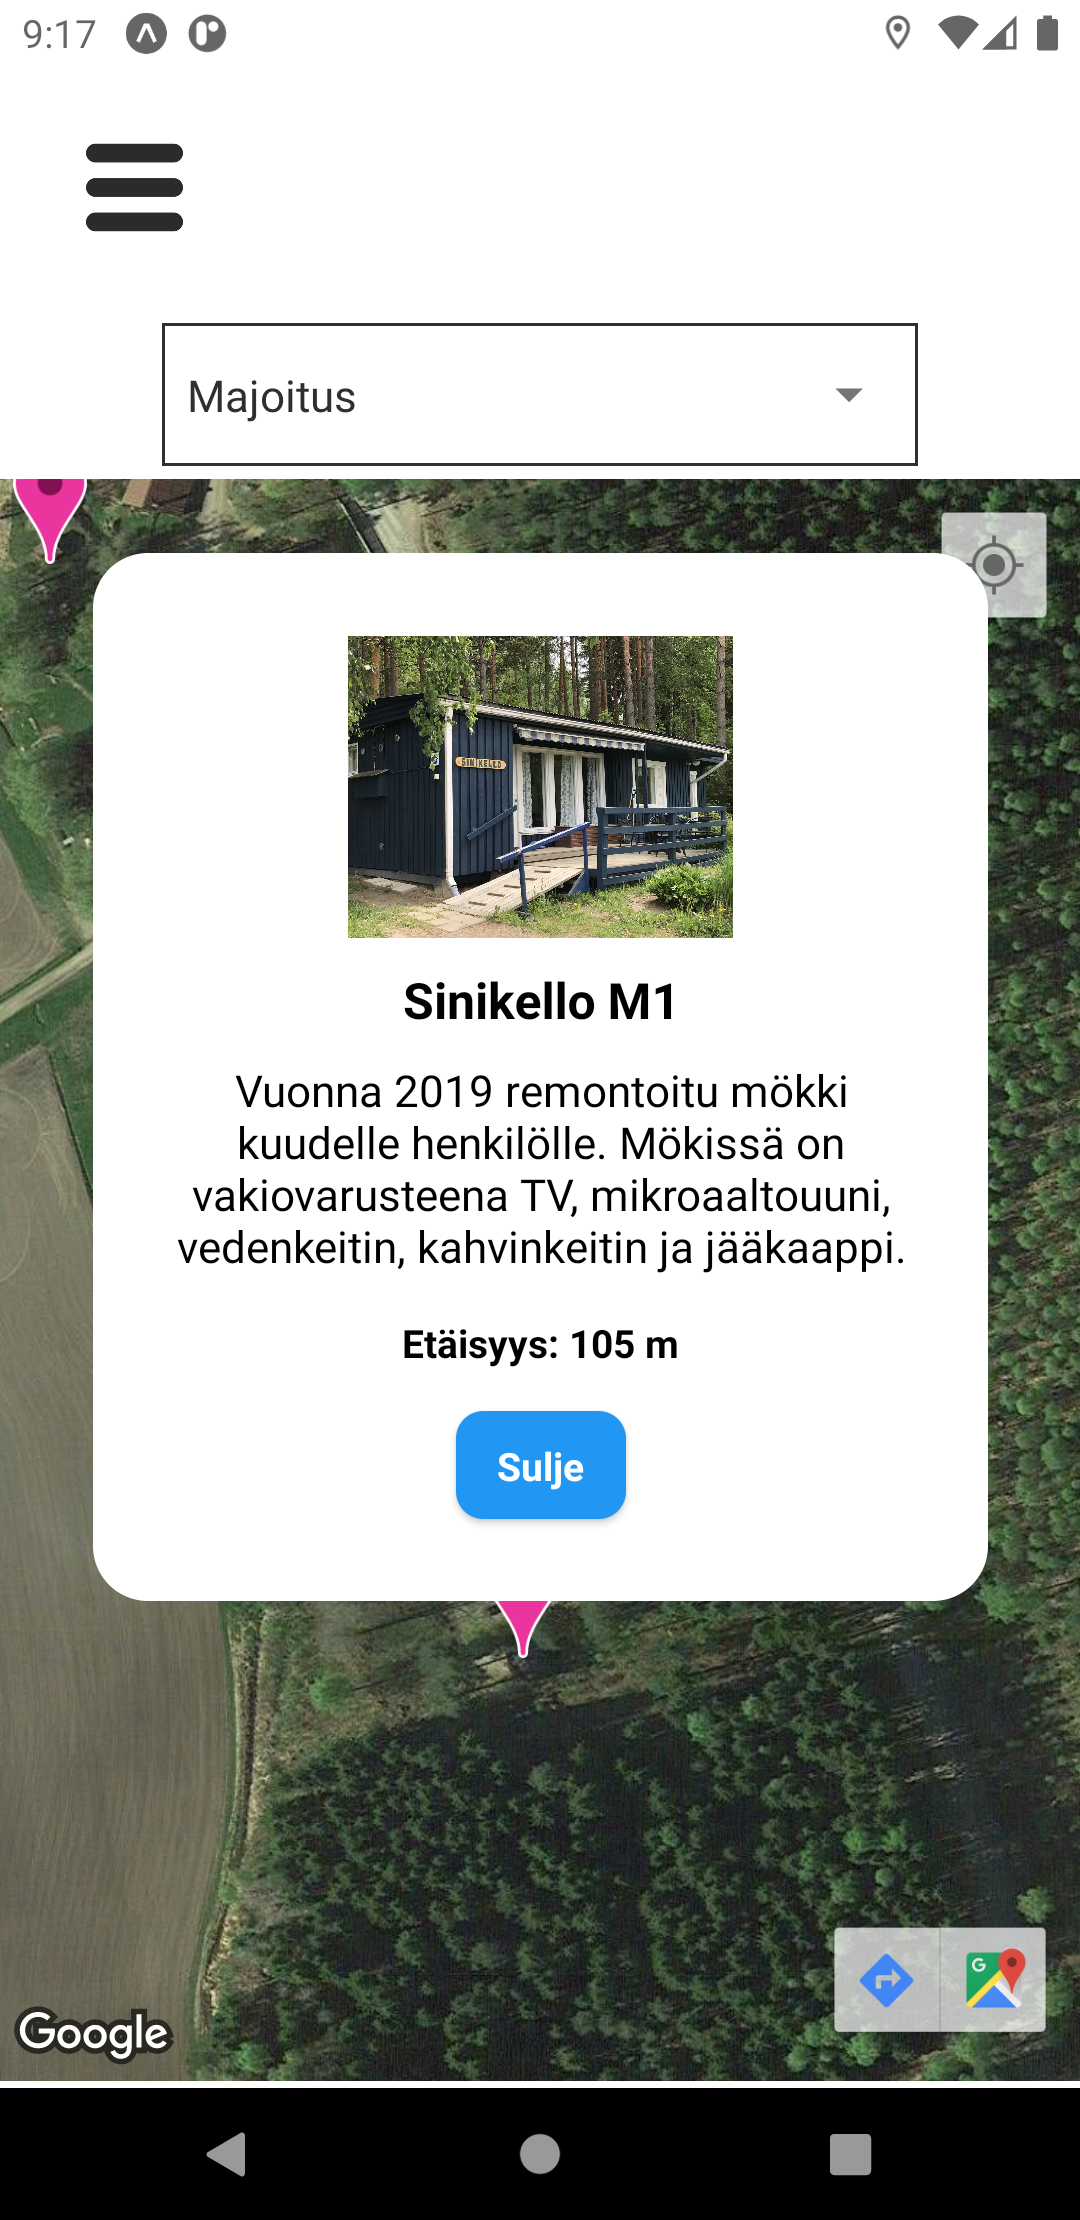 9:17
Majoitus
SINIKELLO
Sinikello M1
Vuonna 2019 remontoitu mökki
kuudelle henkilölle. Mökissä on
vakiovarusteena TV, mikroaaltouuni,
vedenkeitin, kahvinkeitin ja jääkaappi.
Etäisyys: 105 m
Sulje
G
Google